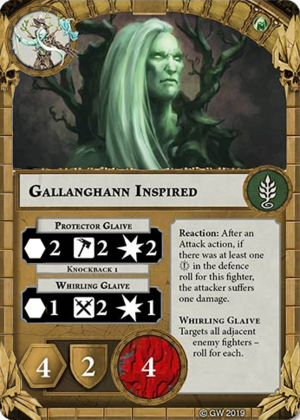 GALLANGHANN INSPIRED
PROTECTOR GLAIVE
2 2 2
KNOCKBACK 1
WHIRLING GLAIVE
1 2 1
Reaction: After an
Attack action, if
there was at least one
in the defence
roll for this fighter,
the attacker suffers
one damage.
WHIRLING GLAIVE
Targets all adjacent
enemy fighters –
roll for each.
4 2 4
© GW 2019